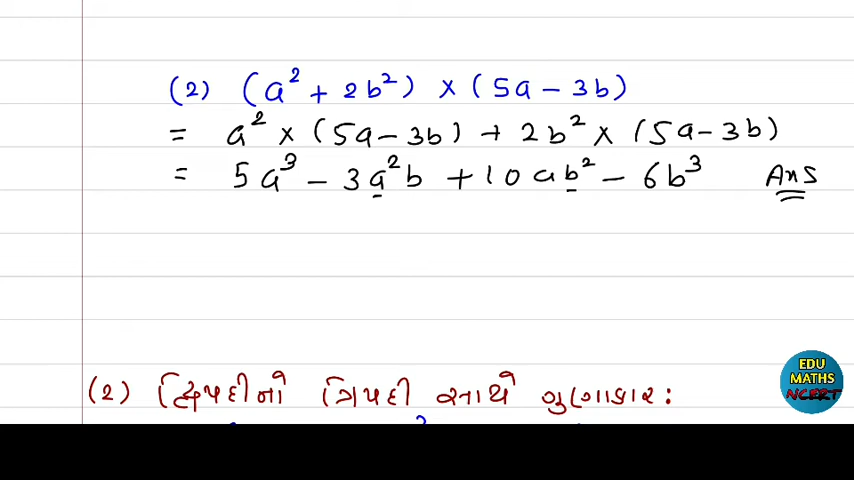 (2) (a² + 2b²) × (5a − 3b)
= a² × (5a − 3b) + 2b² × (5a − 3b)
= 5a³ − 3a²b + 10ab² − 6b³ Ans
(2) દ્વિપદીનો ત્રિપદી સાથે ગુણાકાર:
EDU
MATHS
NCERT